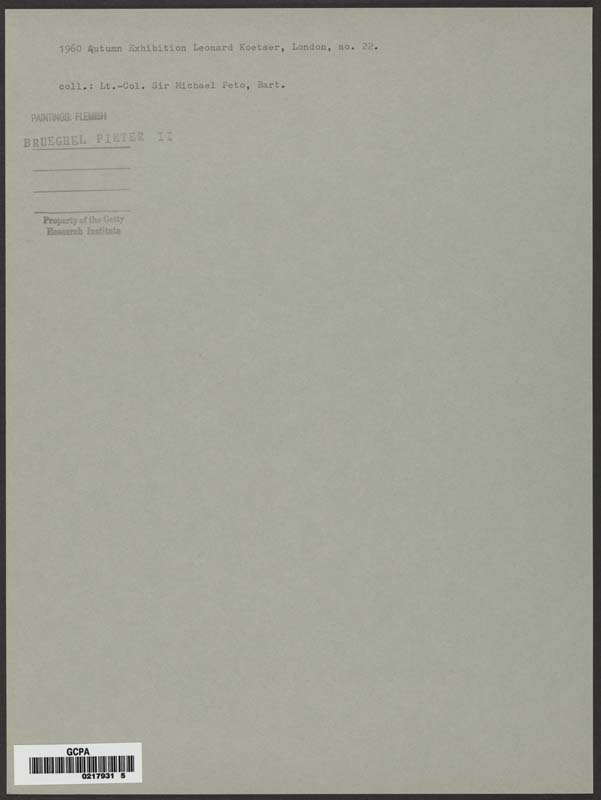 1960 Autumn Exhibition Leonard Koetser, London, no. 22.
coll.: Lt.-Col. Sir Michael Peto, Bart.
PAINTINGS: FLEMISH
BRUEGHEL PIETER II
Property of the Getty
Research Institute
GCPA
0217931 5